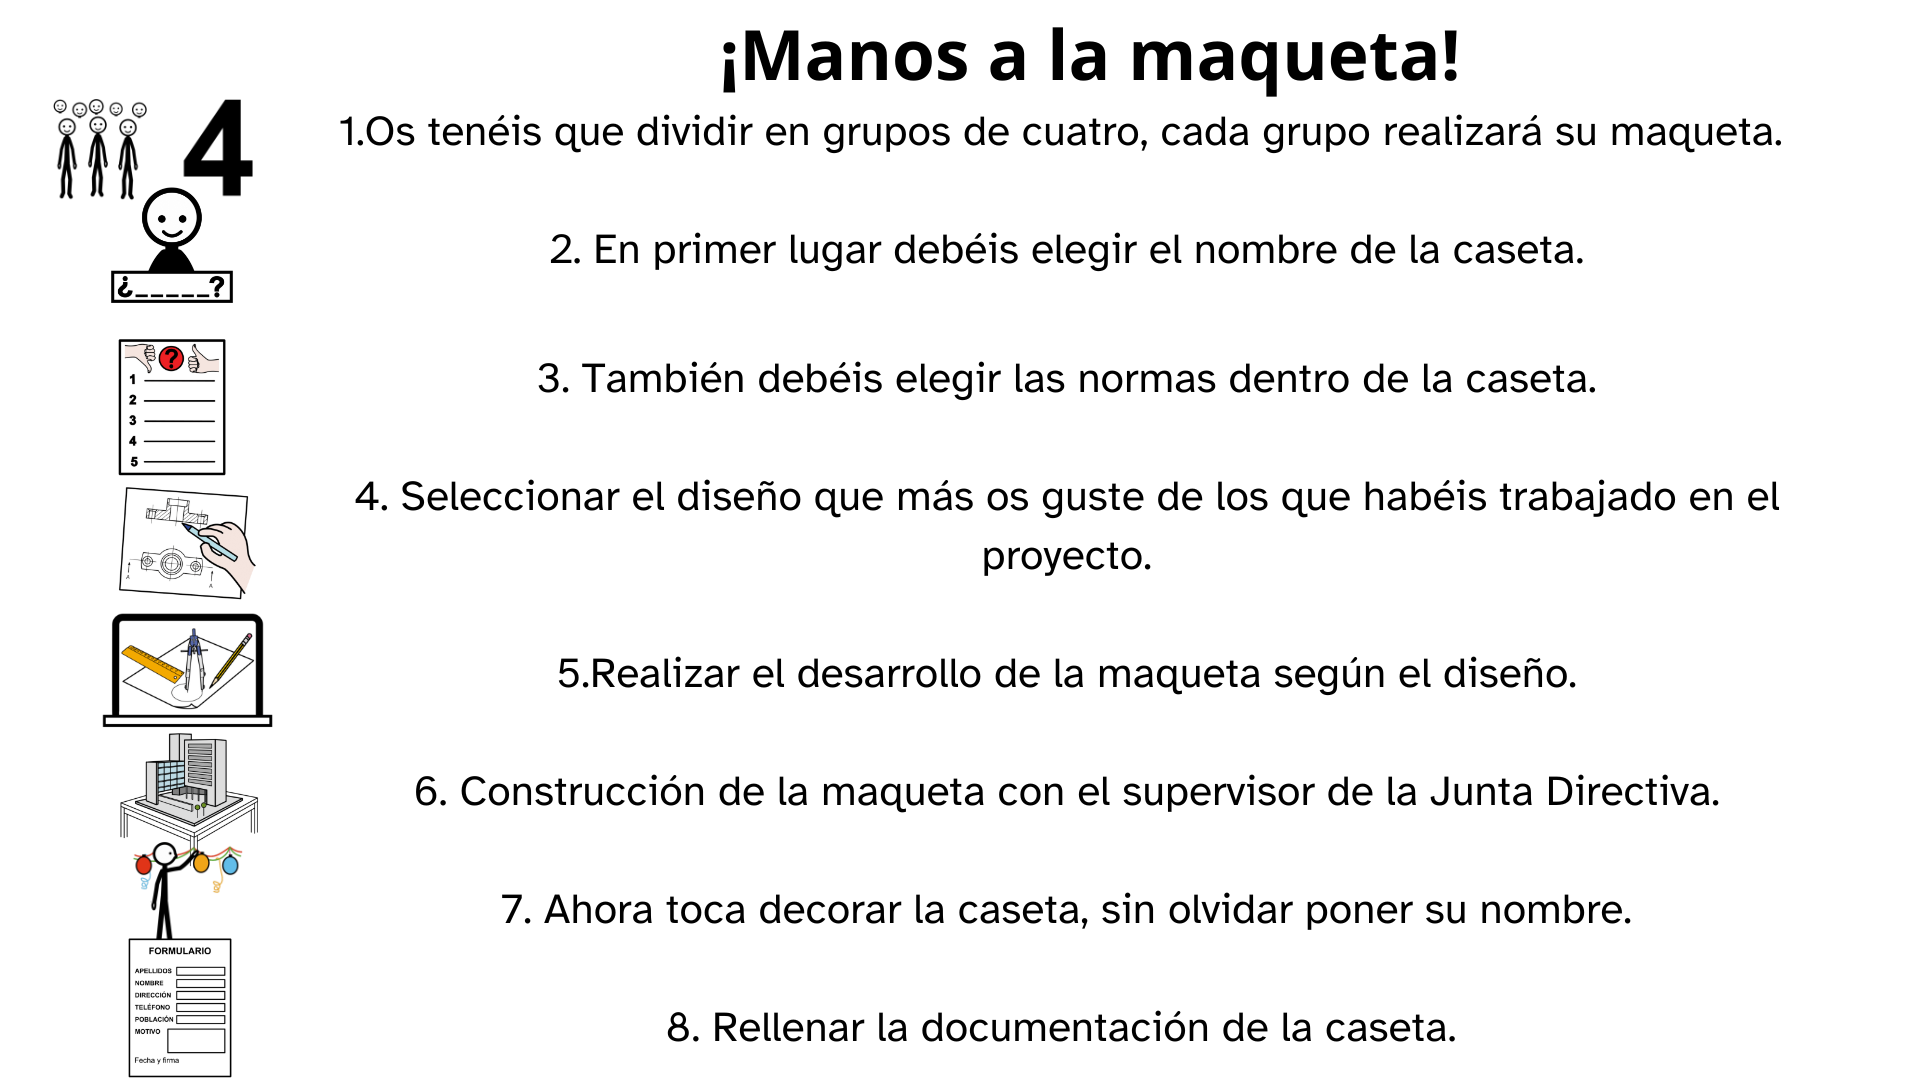 ¡Manos a la maqueta!
4
1.Os tenéis que dividir en grupos de cuatro, cada grupo realizará su maqueta.
¿_____?
2. En primer lugar debéis elegir el nombre de la caseta.
?
1
2
3
4
5
3. También debéis elegir las normas dentro de la caseta.
A
A
4. Seleccionar el diseño que más os guste de los que habéis trabajado en el
proyecto.
5.Realizar el desarrollo de la maqueta según el diseño.
6. Construcción de la maqueta con el supervisor de la Junta Directiva.
7. Ahora toca decorar la caseta, sin olvidar poner su nombre.
FORMULARIO
APELLIDOS
NOMBRE
DIRECCIÓN
TELÉFONO
POBLACIÓN
MOTIVO
Fecha y firma
8. Rellenar la documentación de la caseta.